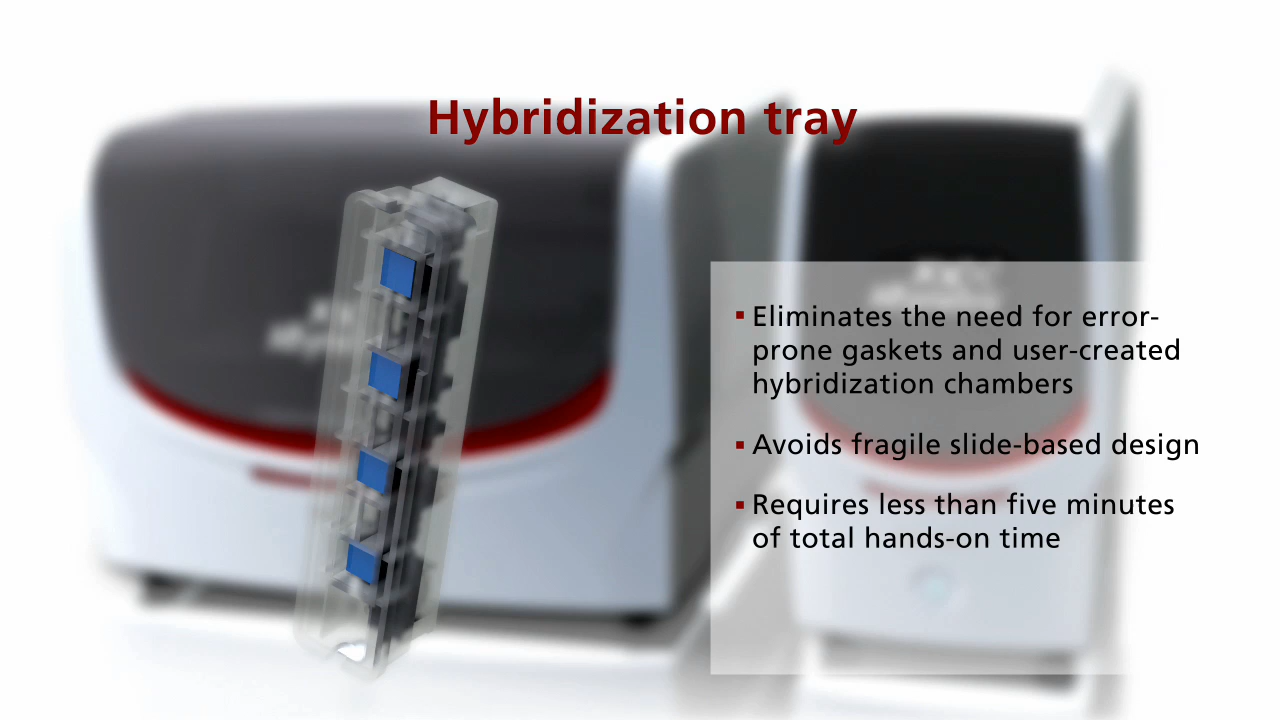 Hybridization tray
▪ Eliminates the need for error-
prone gaskets and user-created
hybridization chambers
▪ Avoids fragile slide-based design
▪ Requires less than five minutes
of total hands-on time